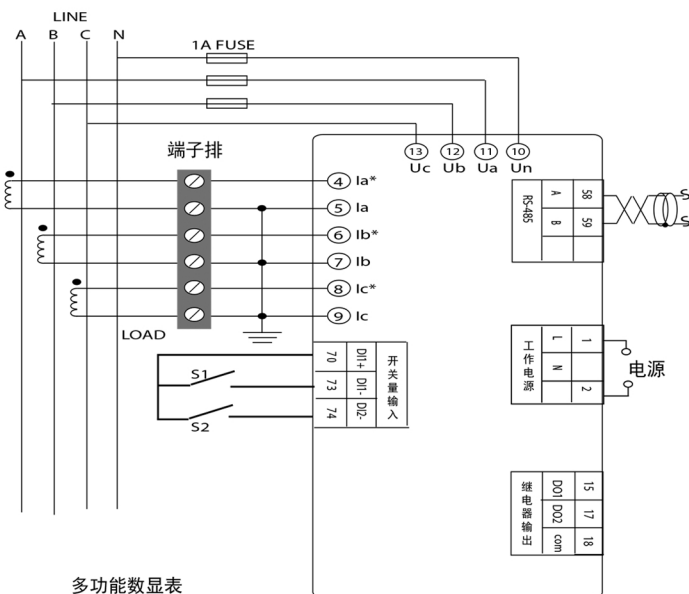 LINE
A B C N
1A FUSE
端子排
13 12 11 10
Uc Ub Ua Un
4 Ia*
5 Ia
6 Ib*
7 Ib
8 Ic*
9 Ic
LOAD
RS-485
A 58
B 59
S1
S2
70 DI1+
73 DI1-
74 DI2-
开关量输入
工作电源
L 1
N
2
电源
继电器输出
DO1 15
DO2 17
com 18
多功能数显表